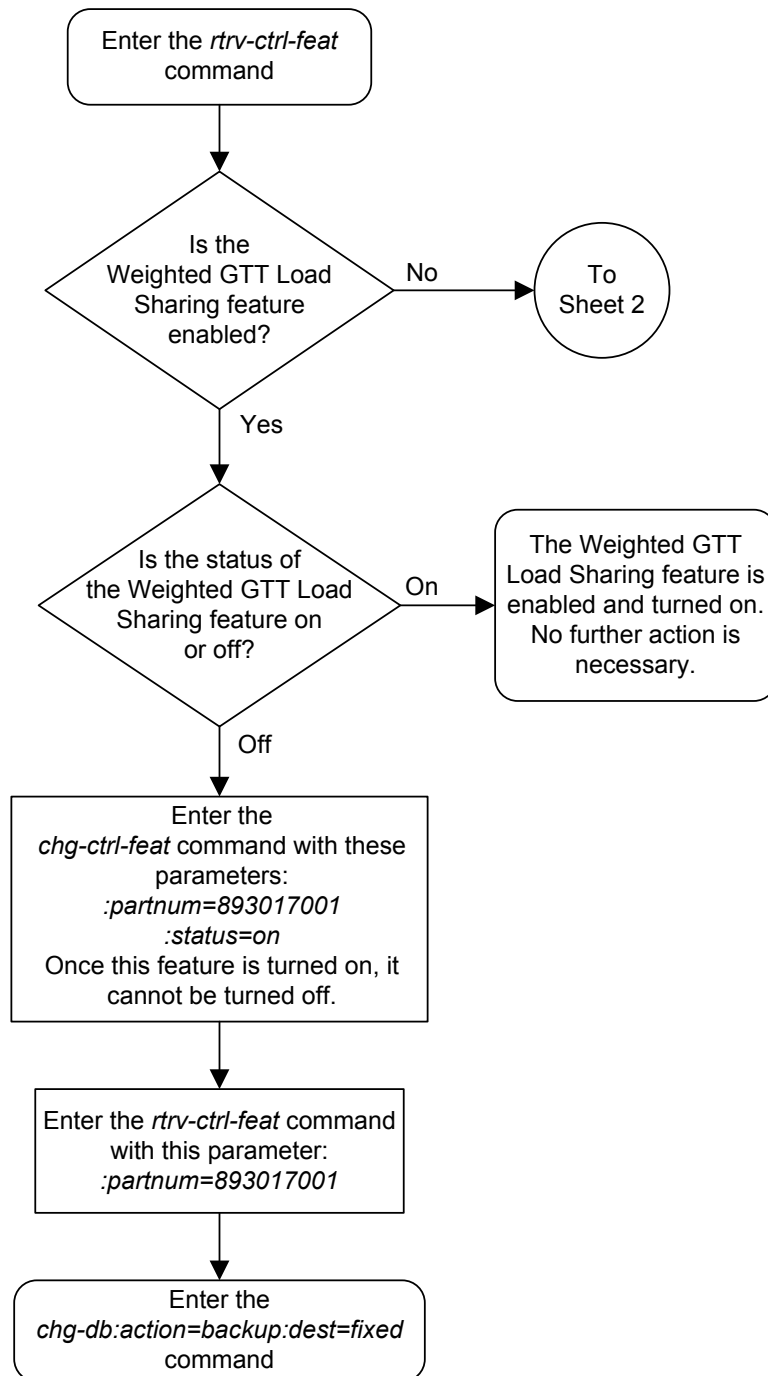 Enter the rtrv-ctrl-feat
command
Is the
Weighted GTT Load
Sharing feature
enabled?
No
To
Sheet 2
Yes
Is the status of
the Weighted GTT Load
Sharing feature on
or off?
On
The Weighted GTT
Load Sharing feature is
enabled and turned on.
No further action is
necessary.
Off
Enter the
chg-ctrl-feat command with these
parameters:
:partnum=893017001
:status=on
Once this feature is turned on, it
cannot be turned off.
Enter the rtrv-ctrl-feat command
with this parameter:
:partnum=893017001
Enter the
chg-db:action=backup:dest=fixed
command